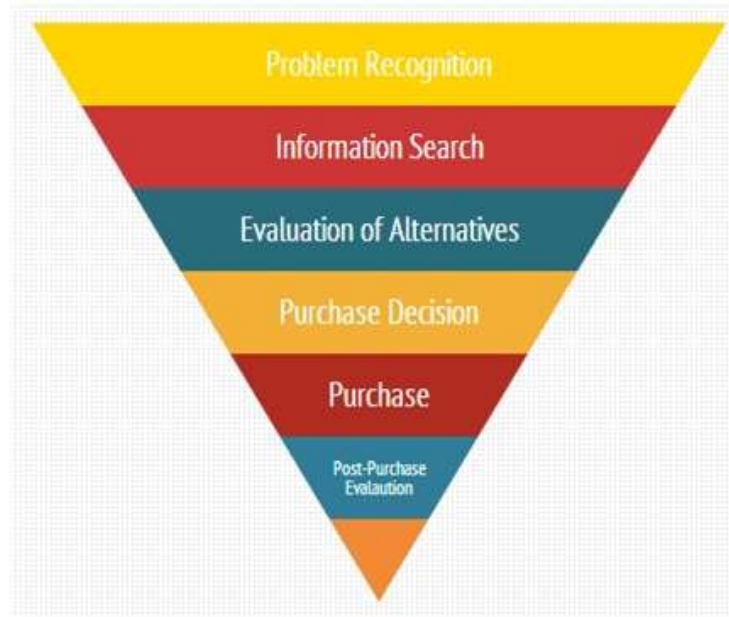 Problem Recognition
Information Search
Evaluation of Alternatives
Purchase Decision
Purchase
Post-Purchase
Evalaution